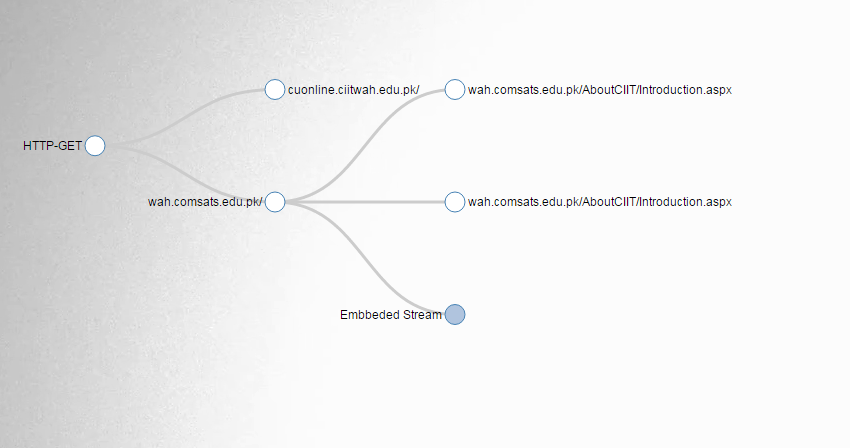 cuonline.ciitwah.edu.pk/
wah.comsats.edu.pk/AboutCIIT/Introduction.aspx
HTTP-GET
wah.comsats.edu.pk/
wah.comsats.edu.pk/AboutCIIT/Introduction.aspx
Embbeded Stream